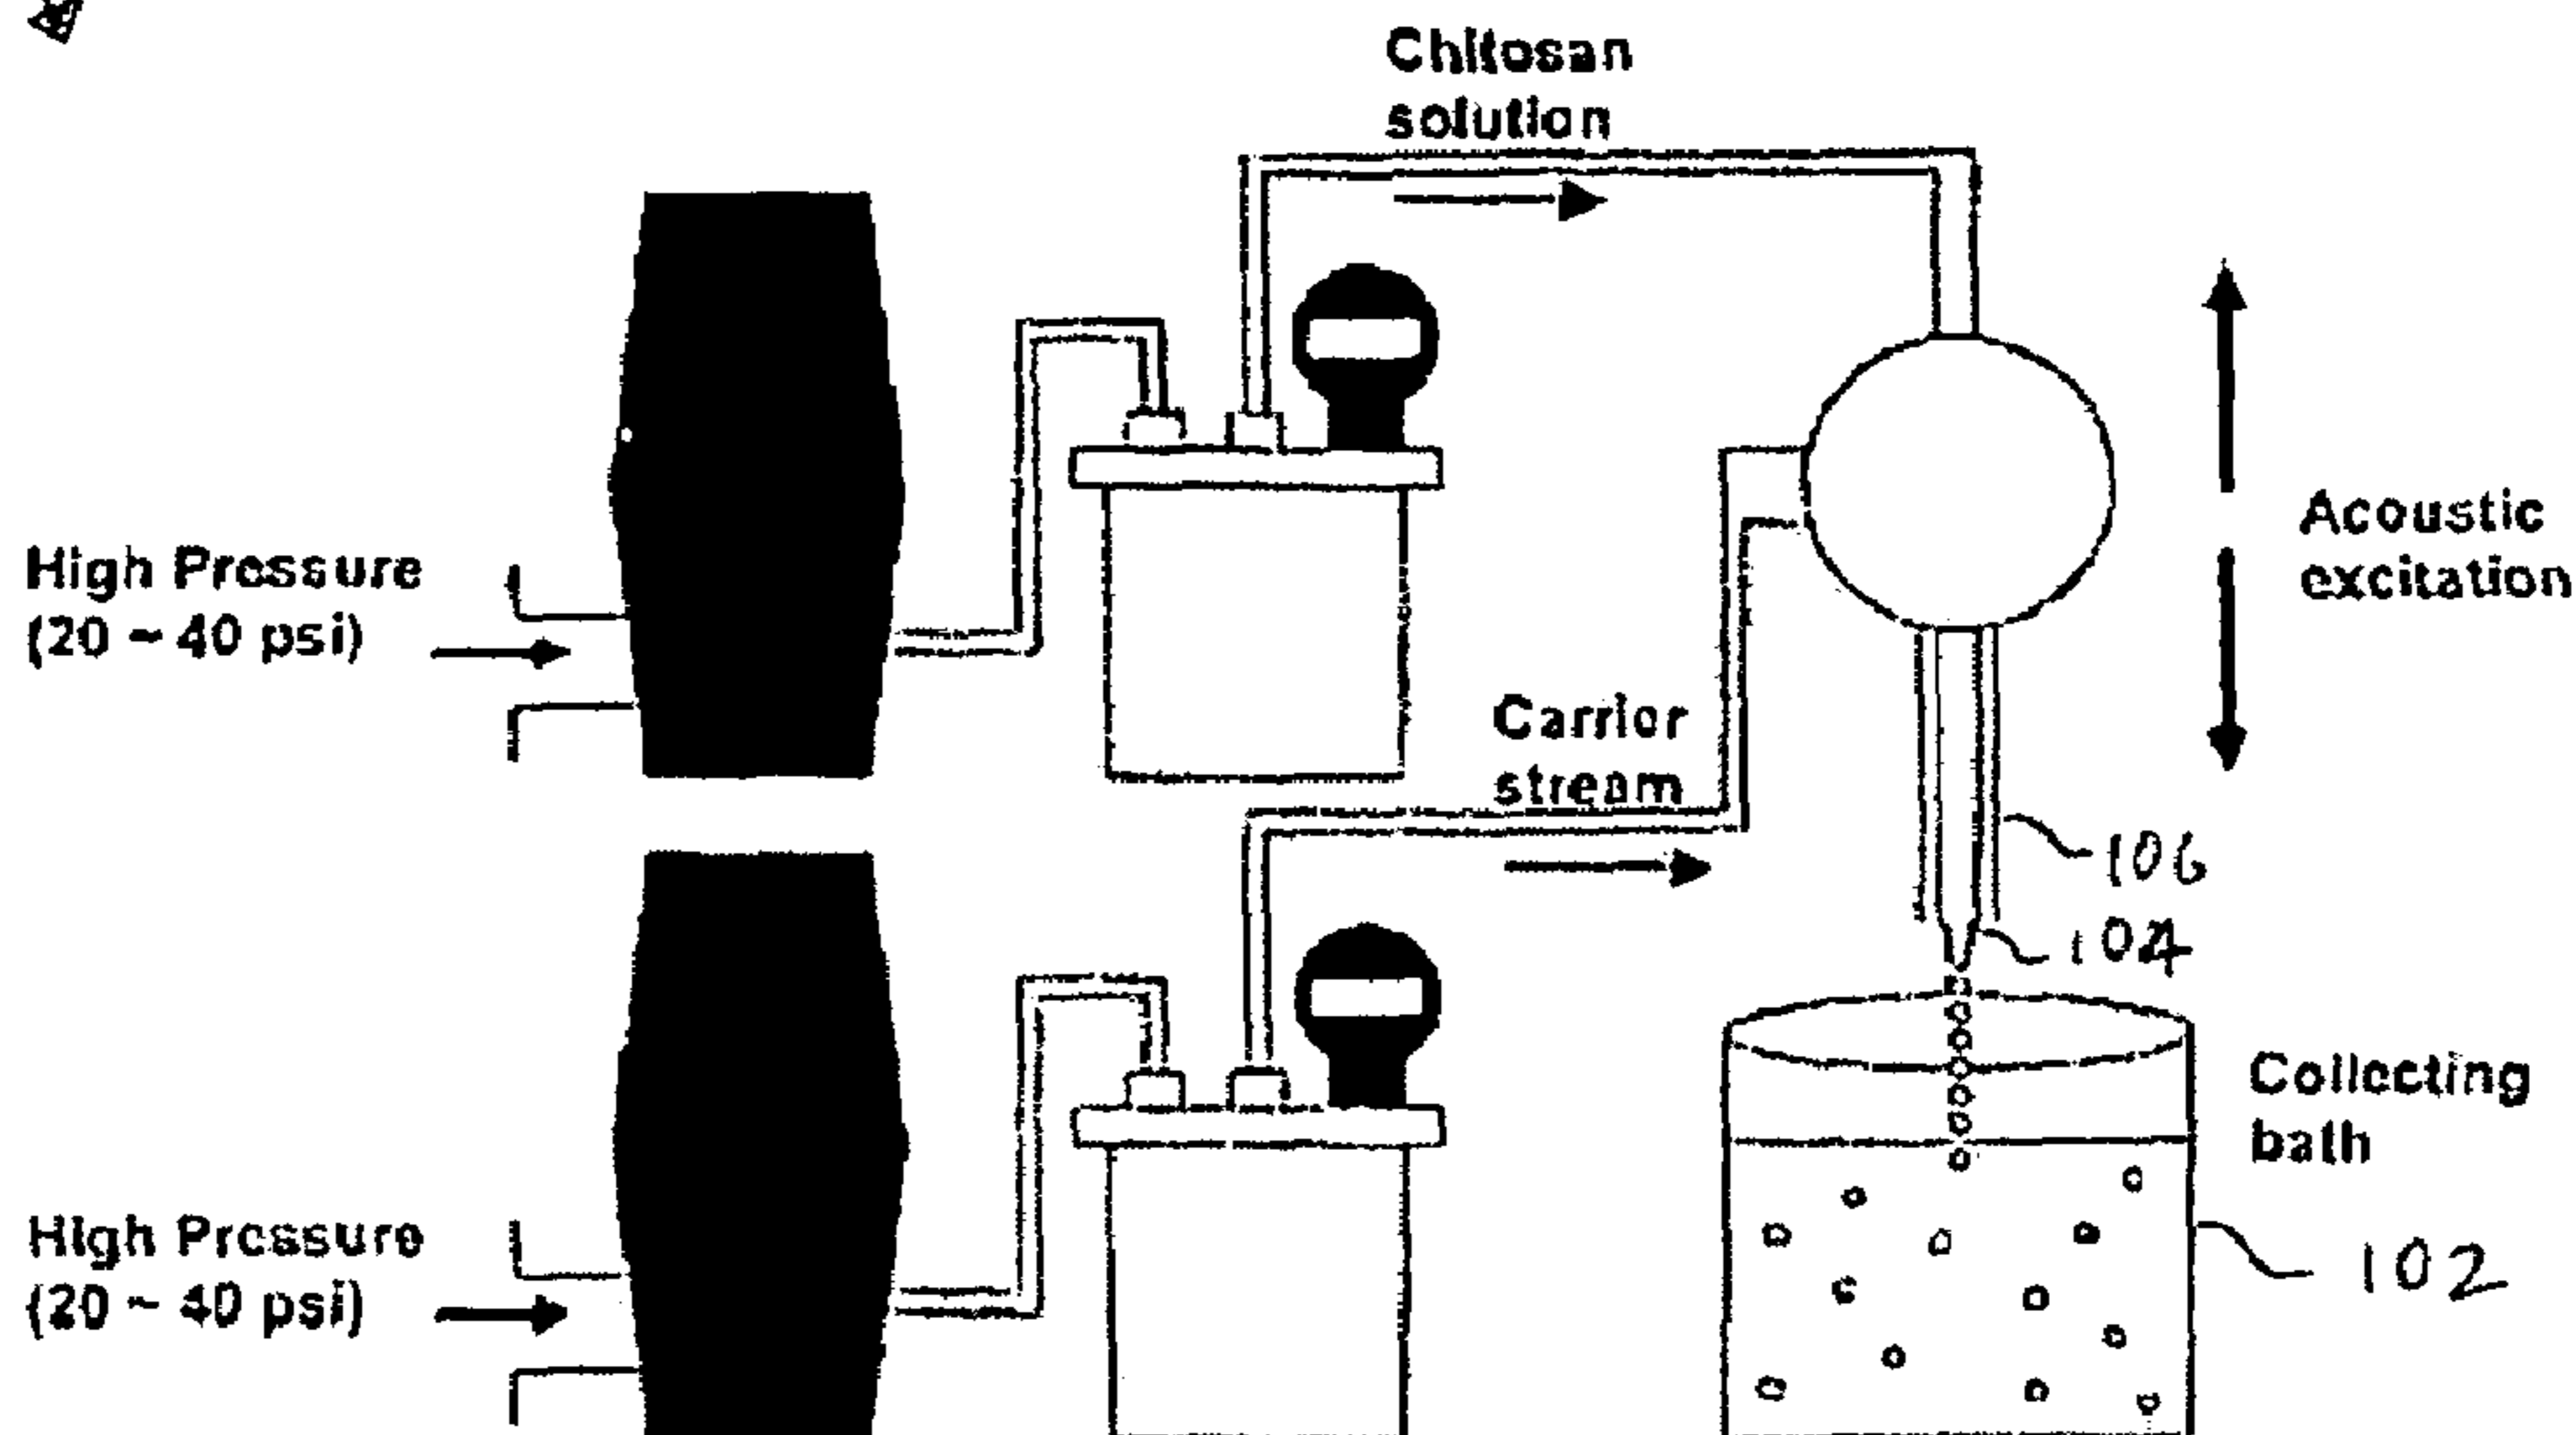 Chitosan
solution
High Pressure
(20 ~ 40 psi)
Acoustic
excitation
Carrier
stream
106
104
Collecting
bath
High Pressure
(20 ~ 40 psi)
102